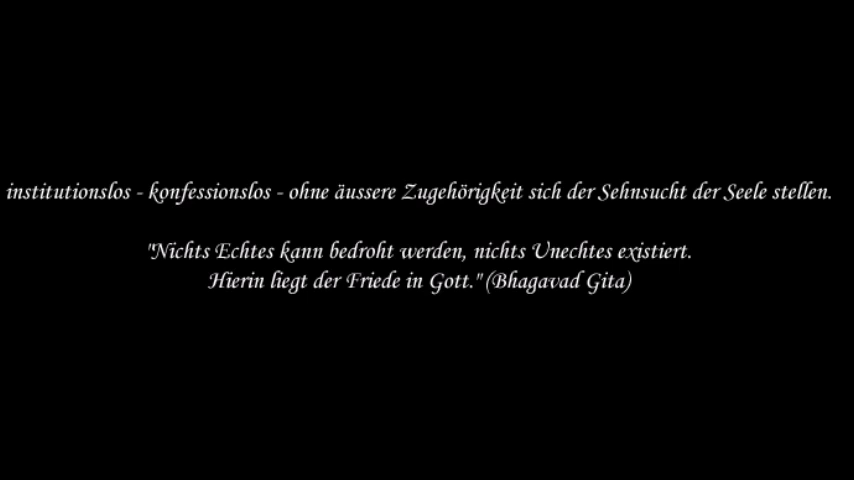 institutionslos - konfessionslos - ohne äussere Zugehörigkeit sich der Sehnsucht der Seele stellen.
"Nichts Echtes kann bedroht werden, nichts Unechtes existiert.
Hierin liegt der Friede in Gott." (Bhagavad Gita)